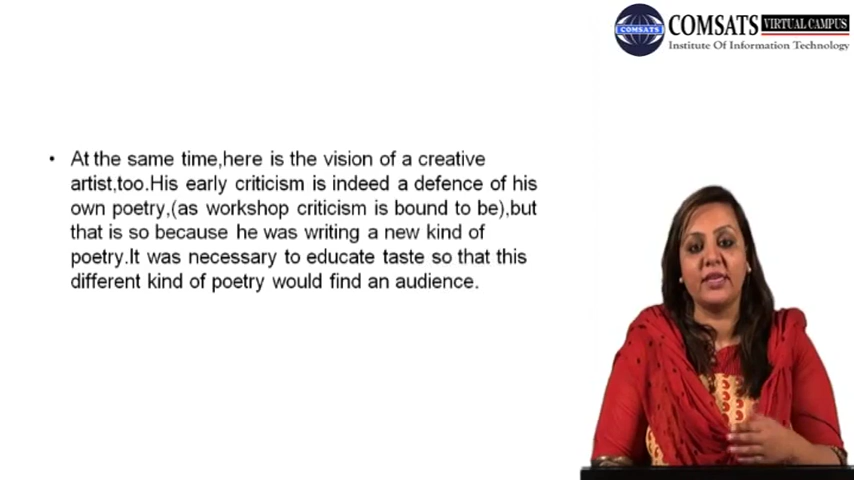 COMSATS VIRTUAL CAMPUS
COMSATS
Institute Of Information Technology
• At the same time,here is the vision of a creative
artist,too.His early criticism is indeed a defence of his
own poetry,(as workshop criticism is bound to be),but
that is so because he was writing a new kind of
poetry.It was necessary to educate taste so that this
different kind of poetry would find an audience.